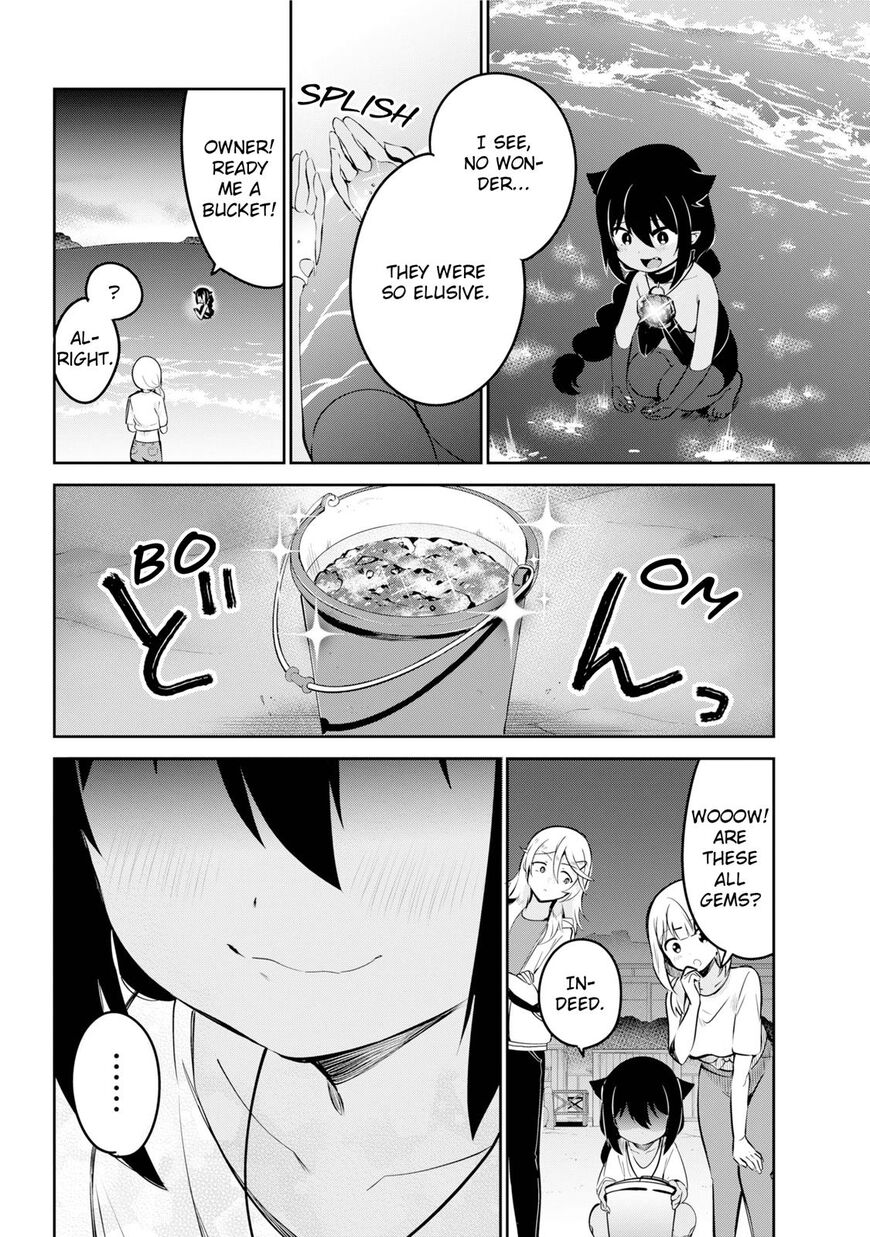 I SEE,
NO WON-
DER...
THEY WERE
SO ELUSIVE.
SPLISH
OWNER!
READY
ME A
BUCKET!
?
AL-
RIGHT.
BO
OM
どんっ
WOOOW!
ARE
THESE
ALL
GEMS?
IN-
DEED.
......